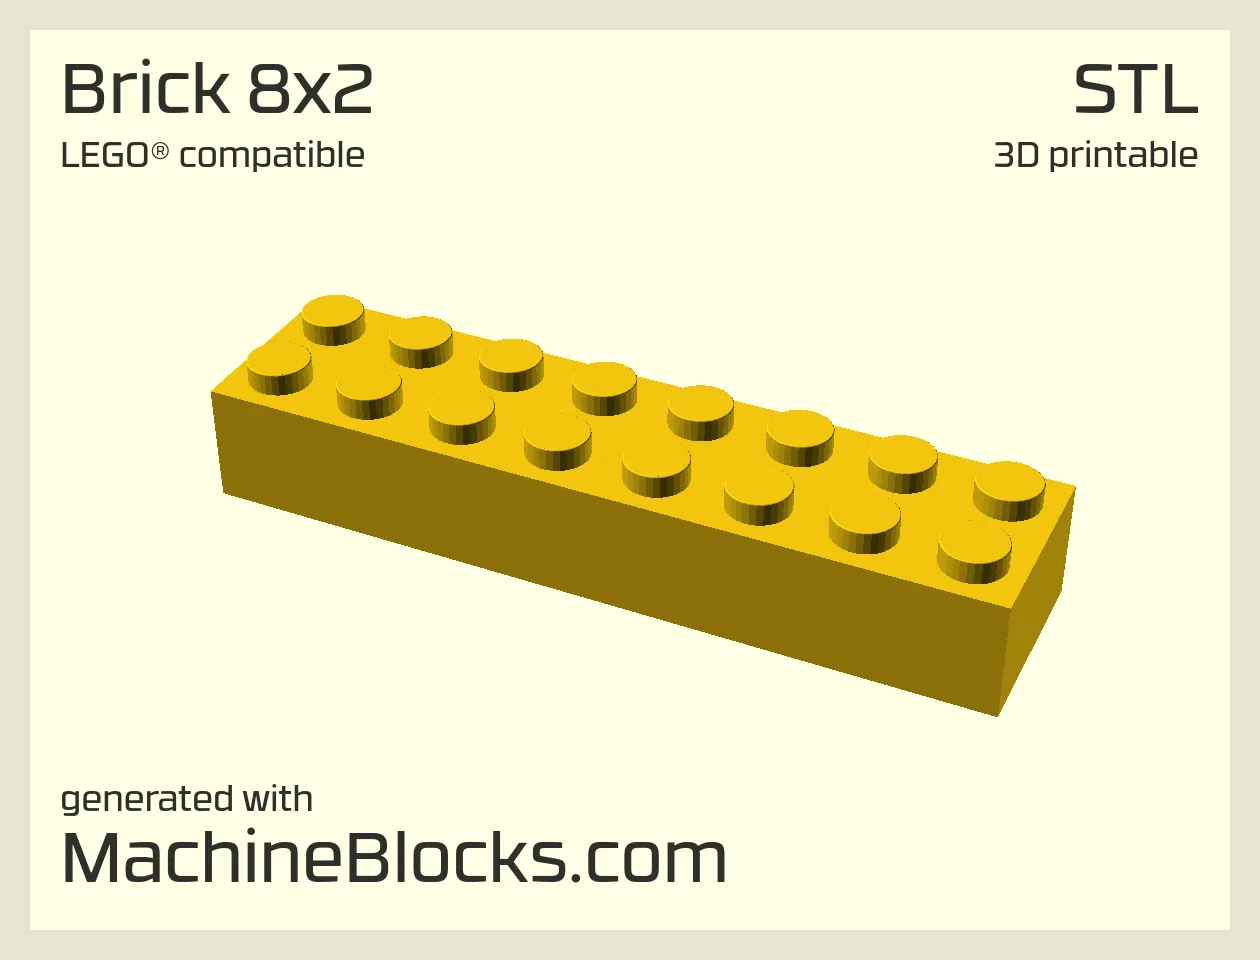 Brick 8x2
LEGO® compatible
STL
3D printable
generated with
MachineBlocks.com